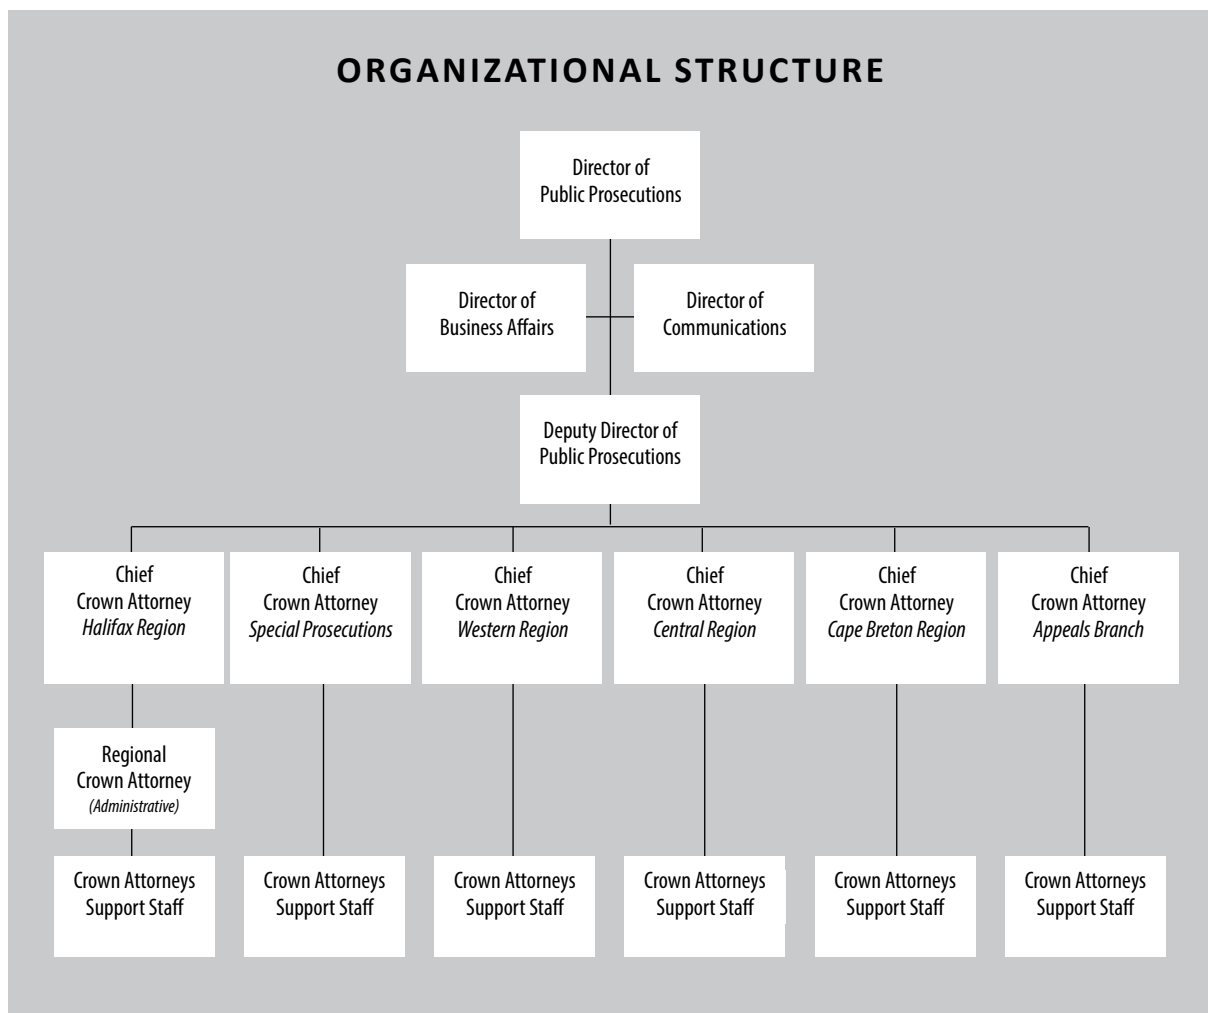 ORGANIZATIONAL STRUCTURE
Director of
Public Prosecutions
Director of
Business Affairs
Director of
Communications
Deputy Director of
Public Prosecutions
Chief
Crown Attorney
Halifax Region
Chief
Crown Attorney
Special Prosecutions
Chief
Crown Attorney
Western Region
Chief
Crown Attorney
Central Region
Chief
Crown Attorney
Cape Breton Region
Chief
Crown Attorney
Appeals Branch
Regional
Crown Attorney
(Administrative)
Crown Attorneys
Support Staff
Crown Attorneys
Support Staff
Crown Attorneys
Support Staff
Crown Attorneys
Support Staff
Crown Attorneys
Support Staff
Crown Attorneys
Support Staff